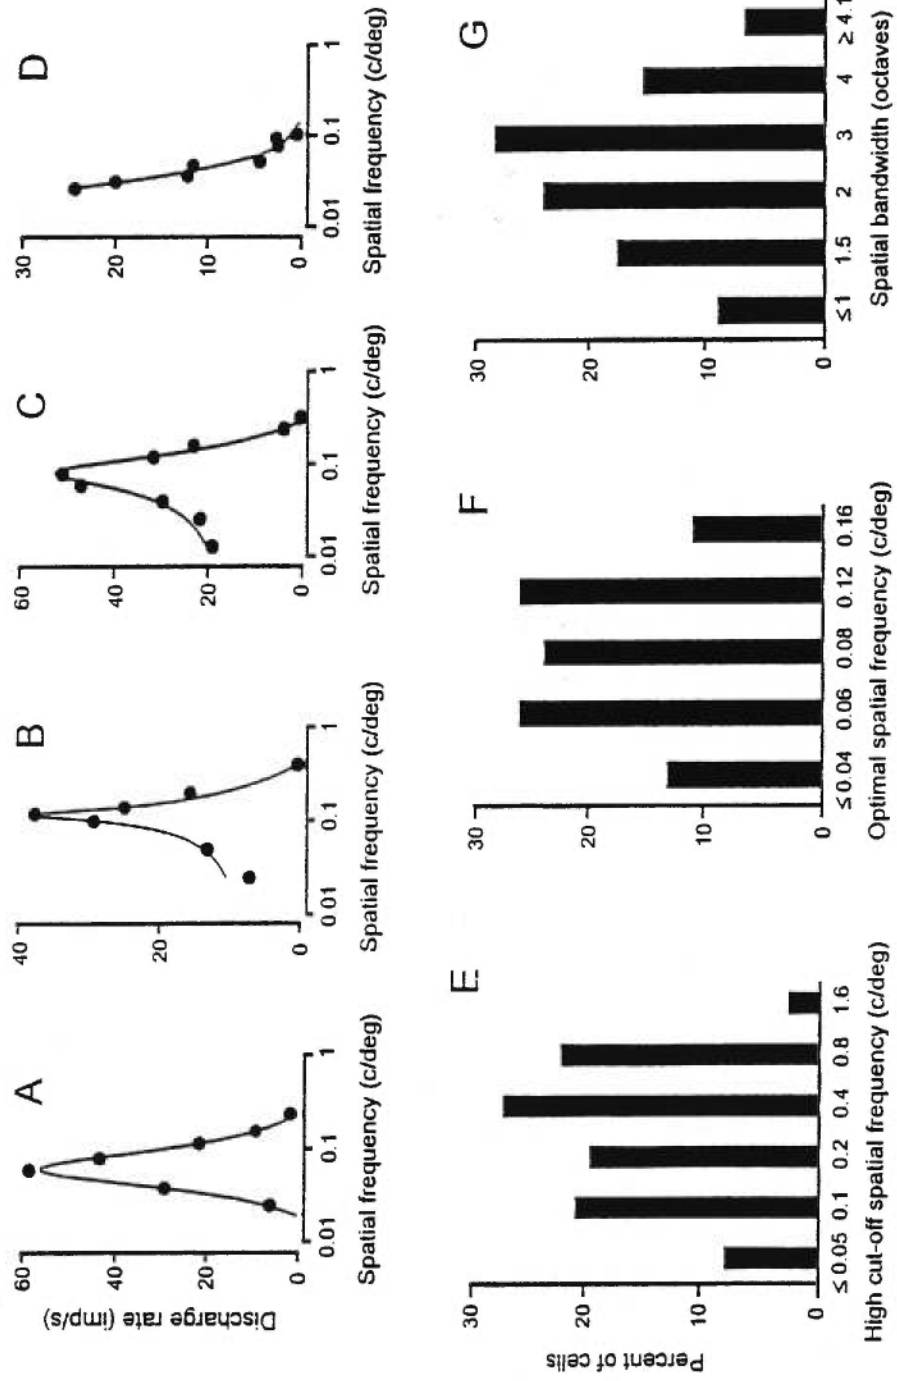 A
60
40
20
0
Discharge rate (imp/s)
0.01 0.1 1
Spatial frequency (c/deg)
B
40
20
0
0.01 0.1 1
Spatial frequency (c/deg)
C
60
40
20
0
0.01 0.1 1
Spatial frequency (c/deg)
D
30
20
10
0
0.01 0.1 1
Spatial frequency (c/deg)
E
30
20
10
0
Percent of cells
≤ 0.05 0.1 0.2 0.4 0.8 1.6
High cut-off spatial frequency (c/deg)
F
30
20
10
0
≤ 0.04 0.06 0.08 0.12 0.16
Optimal spatial frequency (c/deg)
G
30
20
10
0
≤1 1.5 2 3 4 ≥ 4.1
Spatial bandwidth (octaves)